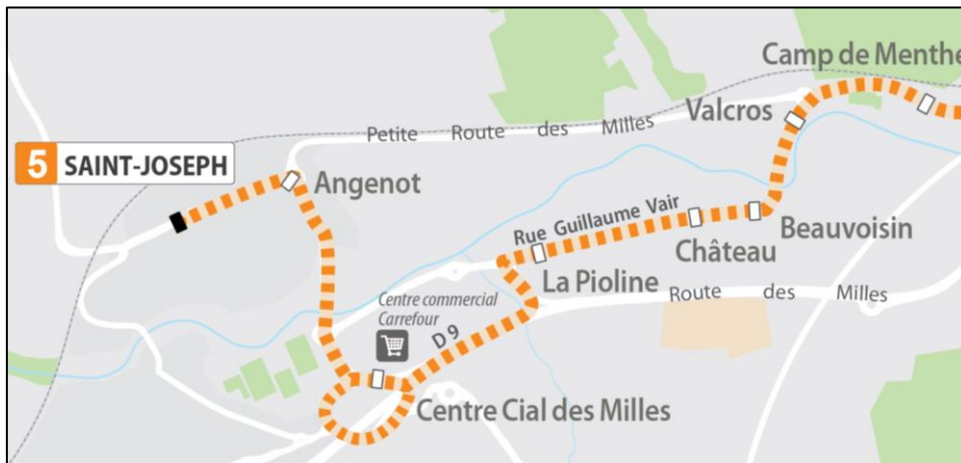 Camp de Menthe
Valcros
Petite Route des Milles
5 SAINT-JOSEPH
Angenot
Rue Guillaume Vair
Beauvoisin
Château
La Pioline
Route des Milles
Centre commercial
Carrefour
D 9
Centre Cial des Milles